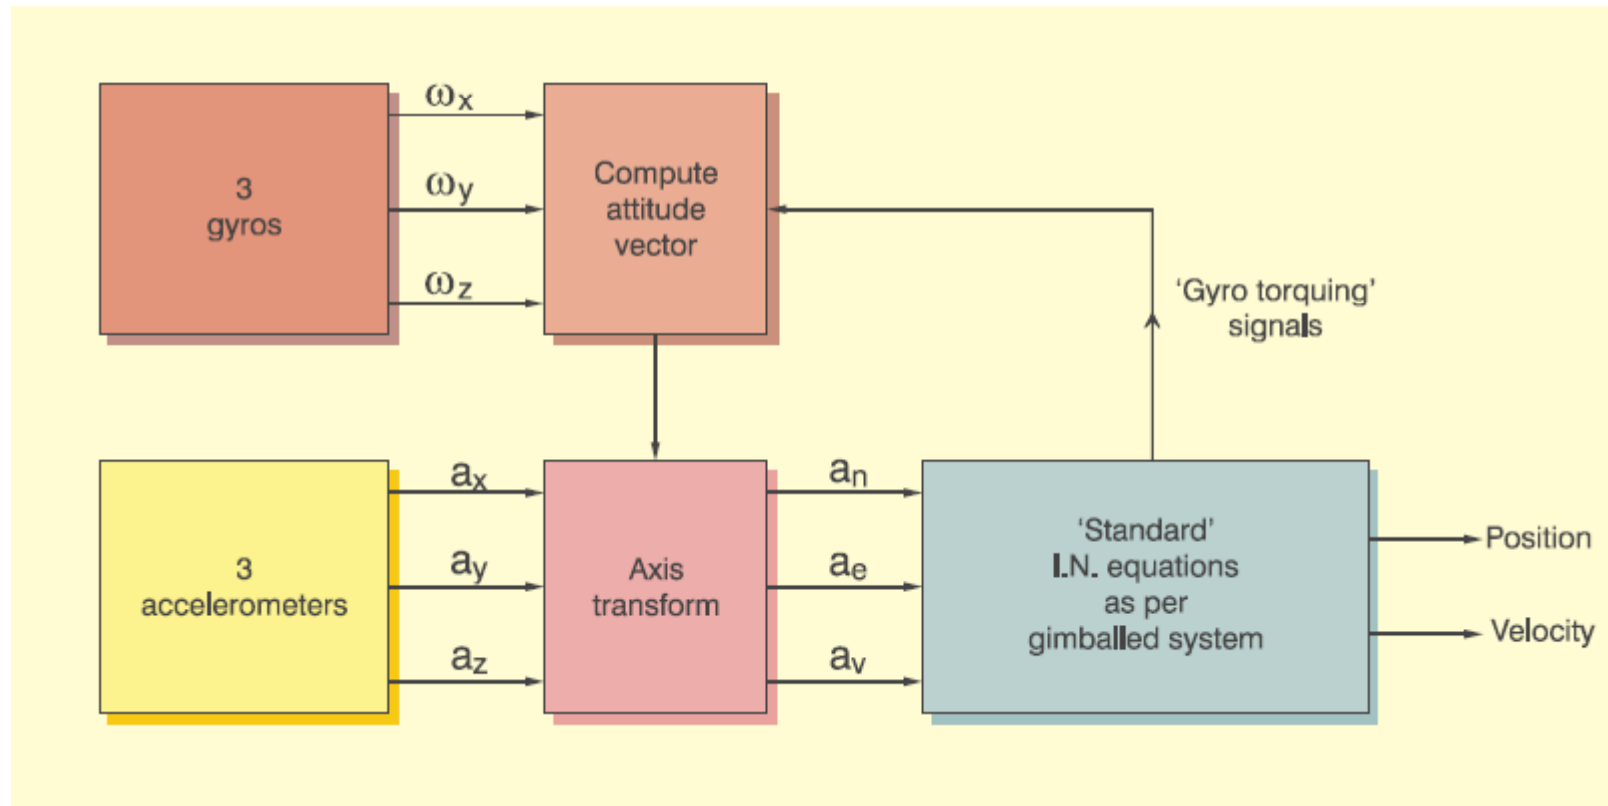 3
gyros
ωx
ωy
ωz
Compute
attitude
vector
‘Gyro torquing’
signals
3
accelerometers
ax
ay
az
Axis
transform
an
ae
av
‘Standard’
I.N. equations
as per
gimballed system
Position
Velocity